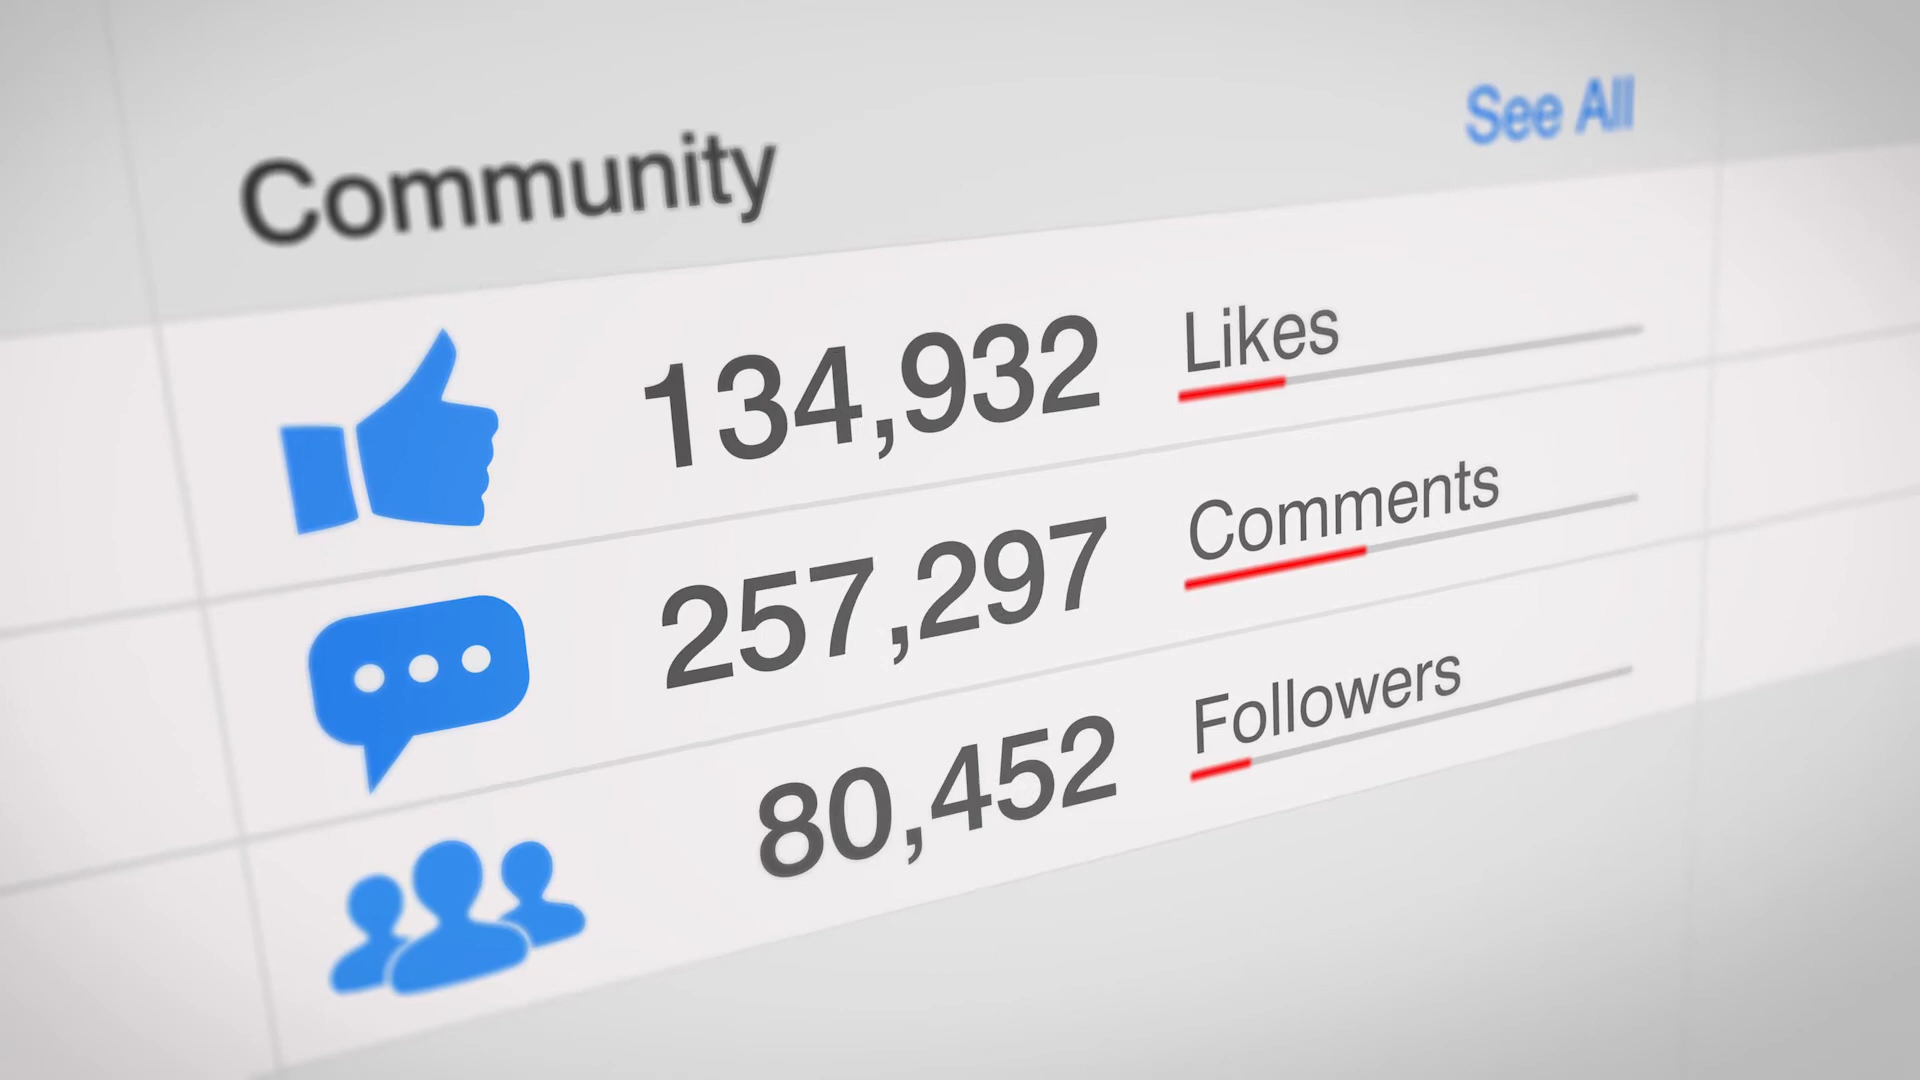 Community
See All
134,932 Likes
257,297 Comments
80,452 Followers